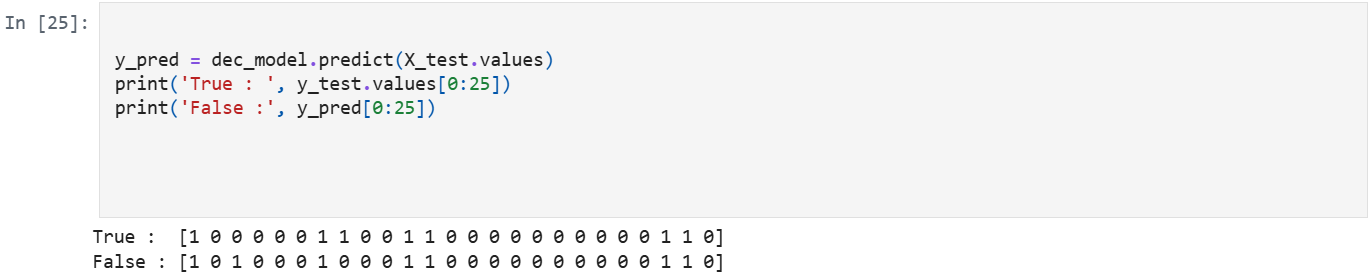 In [25]:
y_pred = dec_model.predict(X_test.values)
print('True : ', y_test.values[0:25])
print('False :', y_pred[0:25])
True :  [1 0 0 0 0 0 1 1 0 0 1 1 0 0 0 0 0 0 0 0 0 0 1 1 0]
False : [1 0 1 0 0 0 1 0 0 0 1 1 0 0 0 0 0 0 0 0 0 0 1 1 0]